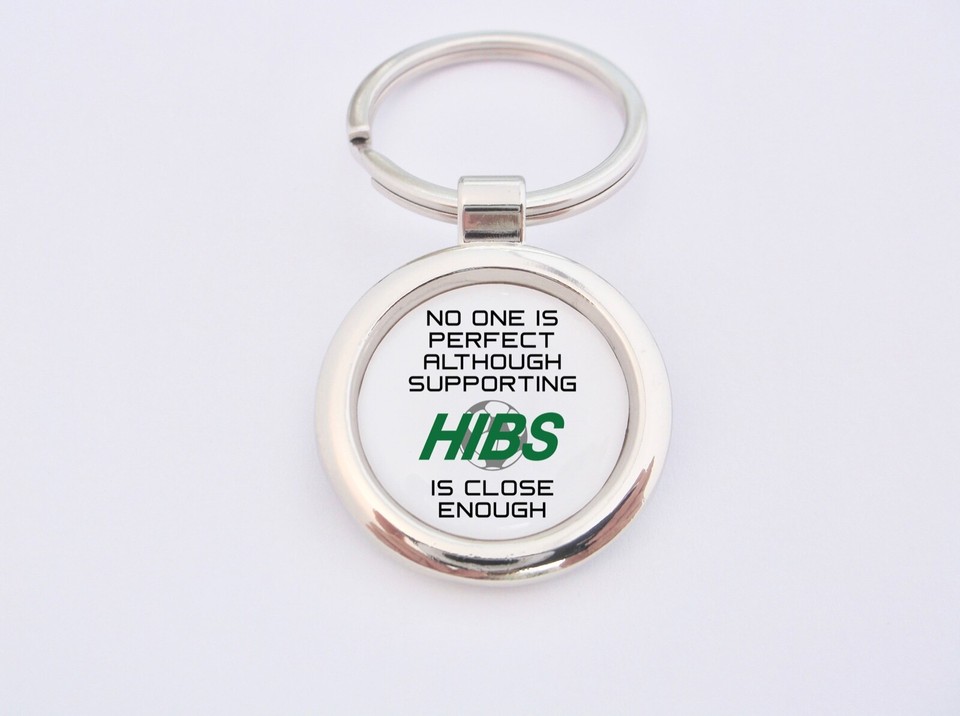 NO ONE IS
PERFECT
ALTHOUGH
SUPPORTING
HIBS
IS CLOSE
ENOUGH